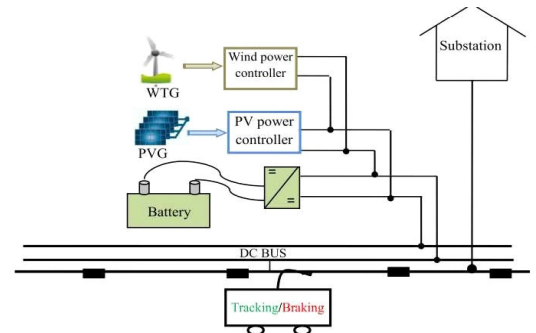 Substation
Wind power
controller
WTG
PV power
controller
PVG
Battery
DC BUS
Tracking/Braking